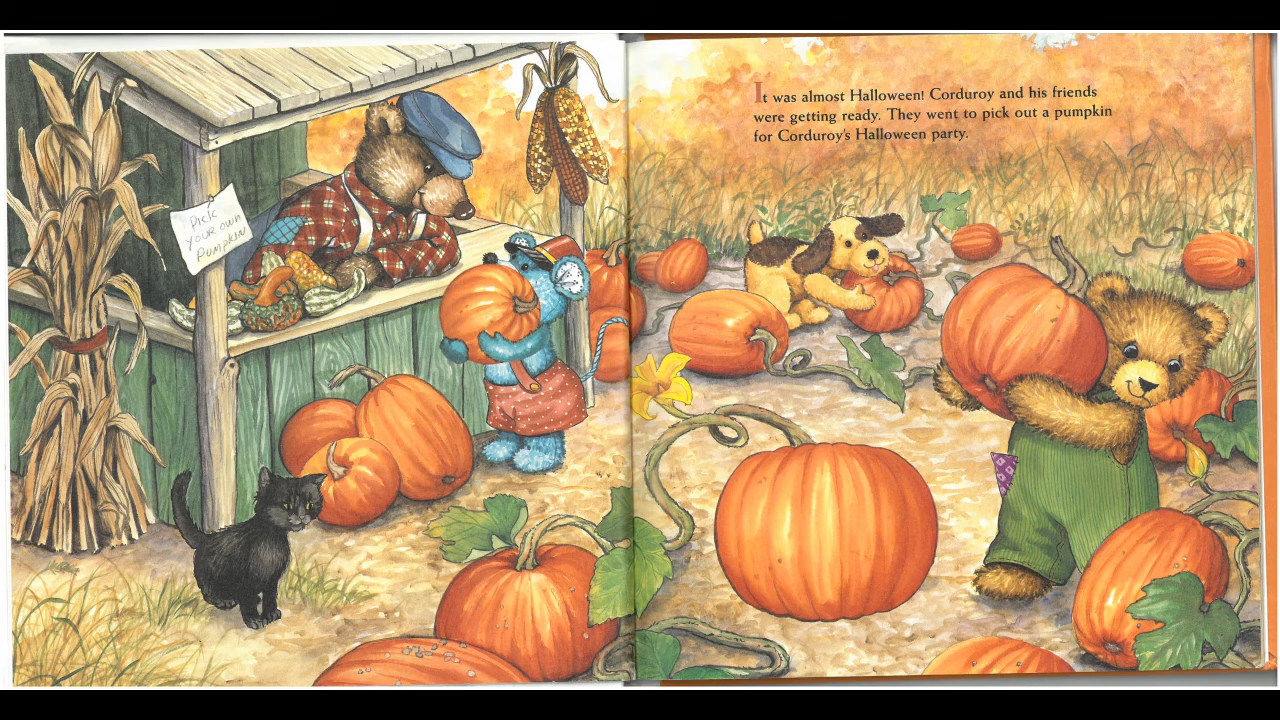 Pick
YOUR OWN
PUMPKIN
It was almost Halloween! Corduroy and his friends
were getting ready. They went to pick out a pumpkin
for Corduroy's Halloween party.